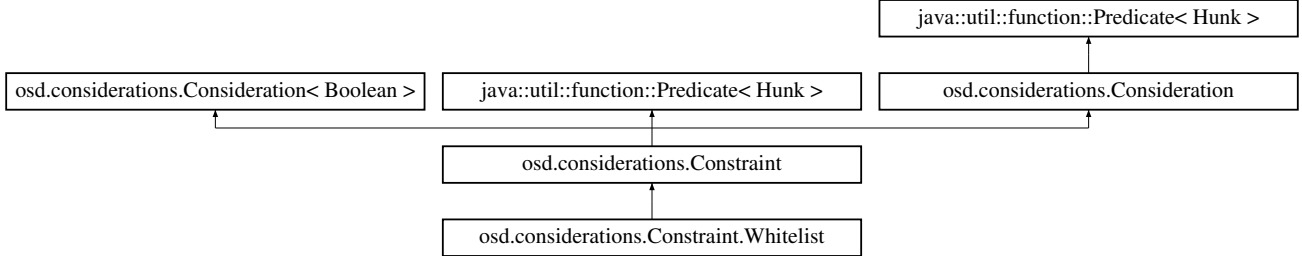 java::util::function::Predicate< Hunk >
osd.considerations.Consideration< Boolean >
java::util::function::Predicate< Hunk >
osd.considerations.Consideration
osd.considerations.Constraint
osd.considerations.Constraint.Whitelist